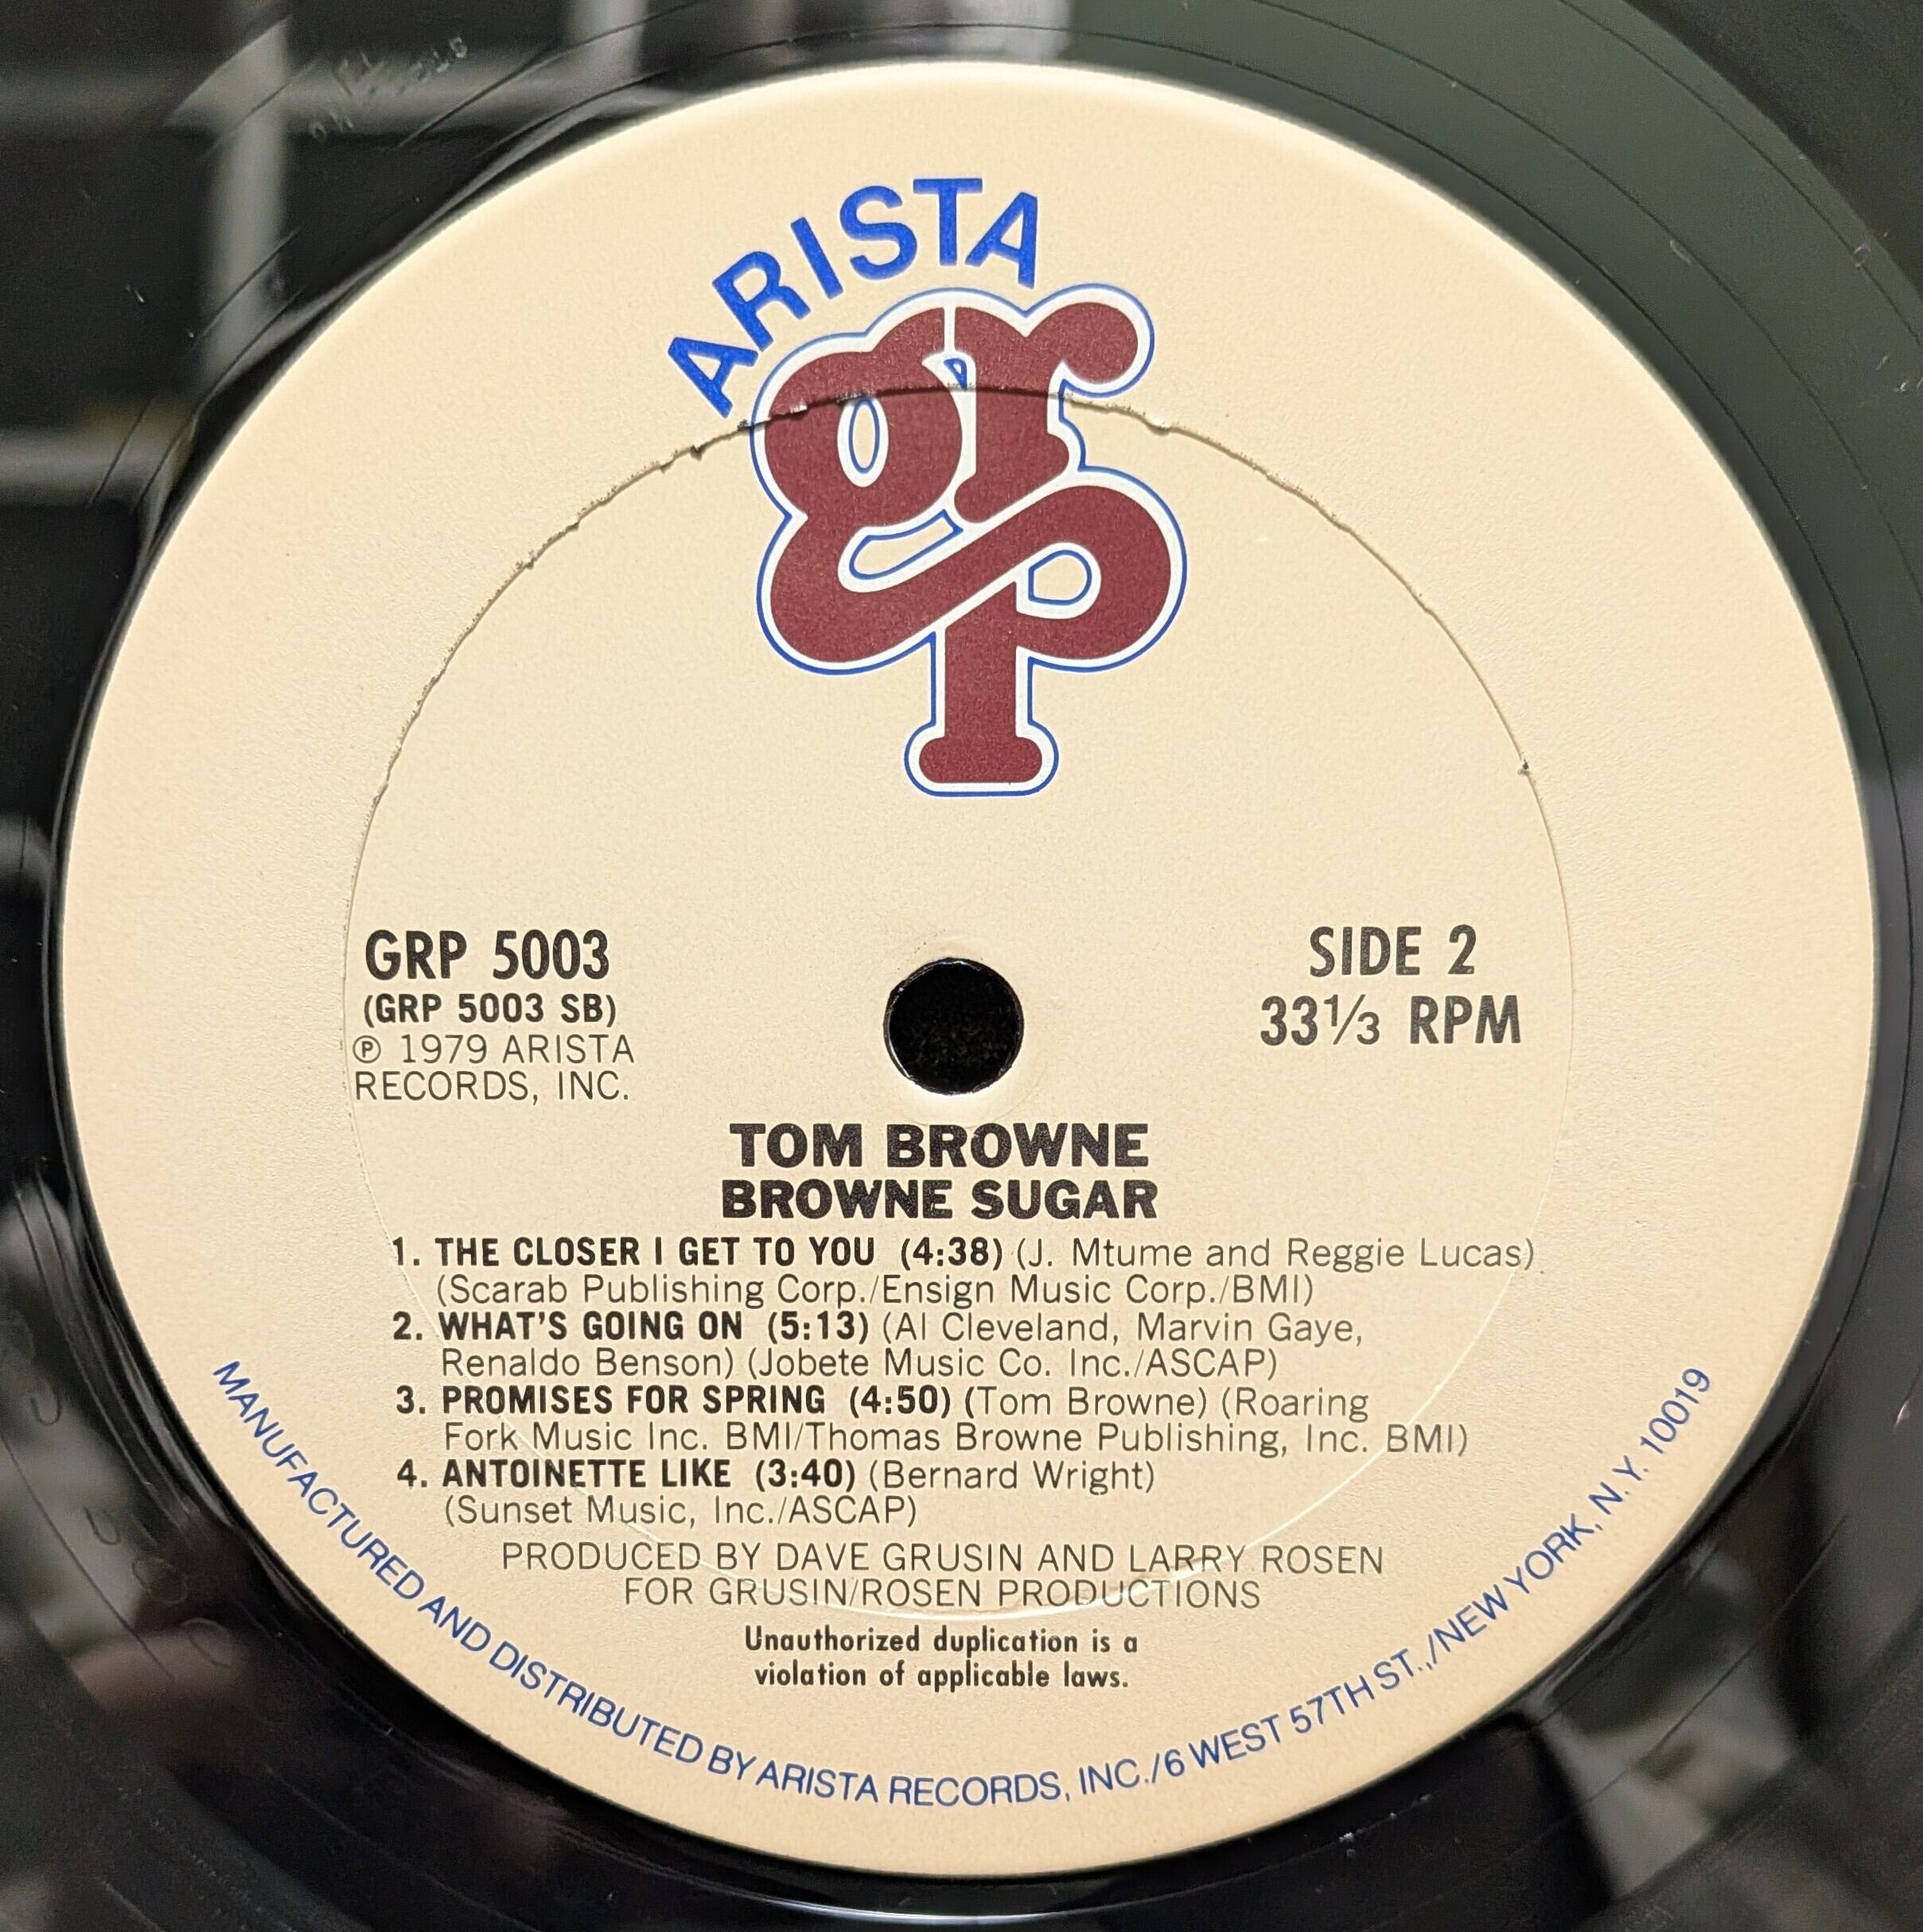 ARISTA
grp
GRP 5003
(GRP 5003 SB)
℗ 1979 ARISTA
RECORDS, INC.
SIDE 2
33⅓ RPM
TOM BROWNE
BROWNE SUGAR
1. THE CLOSER I GET TO YOU (4:38) (J. Mtume and Reggie Lucas)
(Scarab Publishing Corp./Ensign Music Corp./BMI)
2. WHAT'S GOING ON (5:13) (Al Cleveland, Marvin Gaye,
Renaldo Benson) (Jobete Music Co. Inc./ASCAP)
3. PROMISES FOR SPRING (4:50) (Tom Browne) (Roaring
Fork Music Inc. BMI/Thomas Browne Publishing, Inc. BMI)
4. ANTOINETTE LIKE (3:40) (Bernard Wright)
(Sunset Music, Inc./ASCAP)
PRODUCED BY DAVE GRUSIN AND LARRY ROSEN
FOR GRUSIN/ROSEN PRODUCTIONS
Unauthorized duplication is a
violation of applicable laws.
MANUFACTURED AND DISTRIBUTED BY ARISTA RECORDS, INC./6 WEST 57TH ST.,/NEW YORK, N.Y. 10019